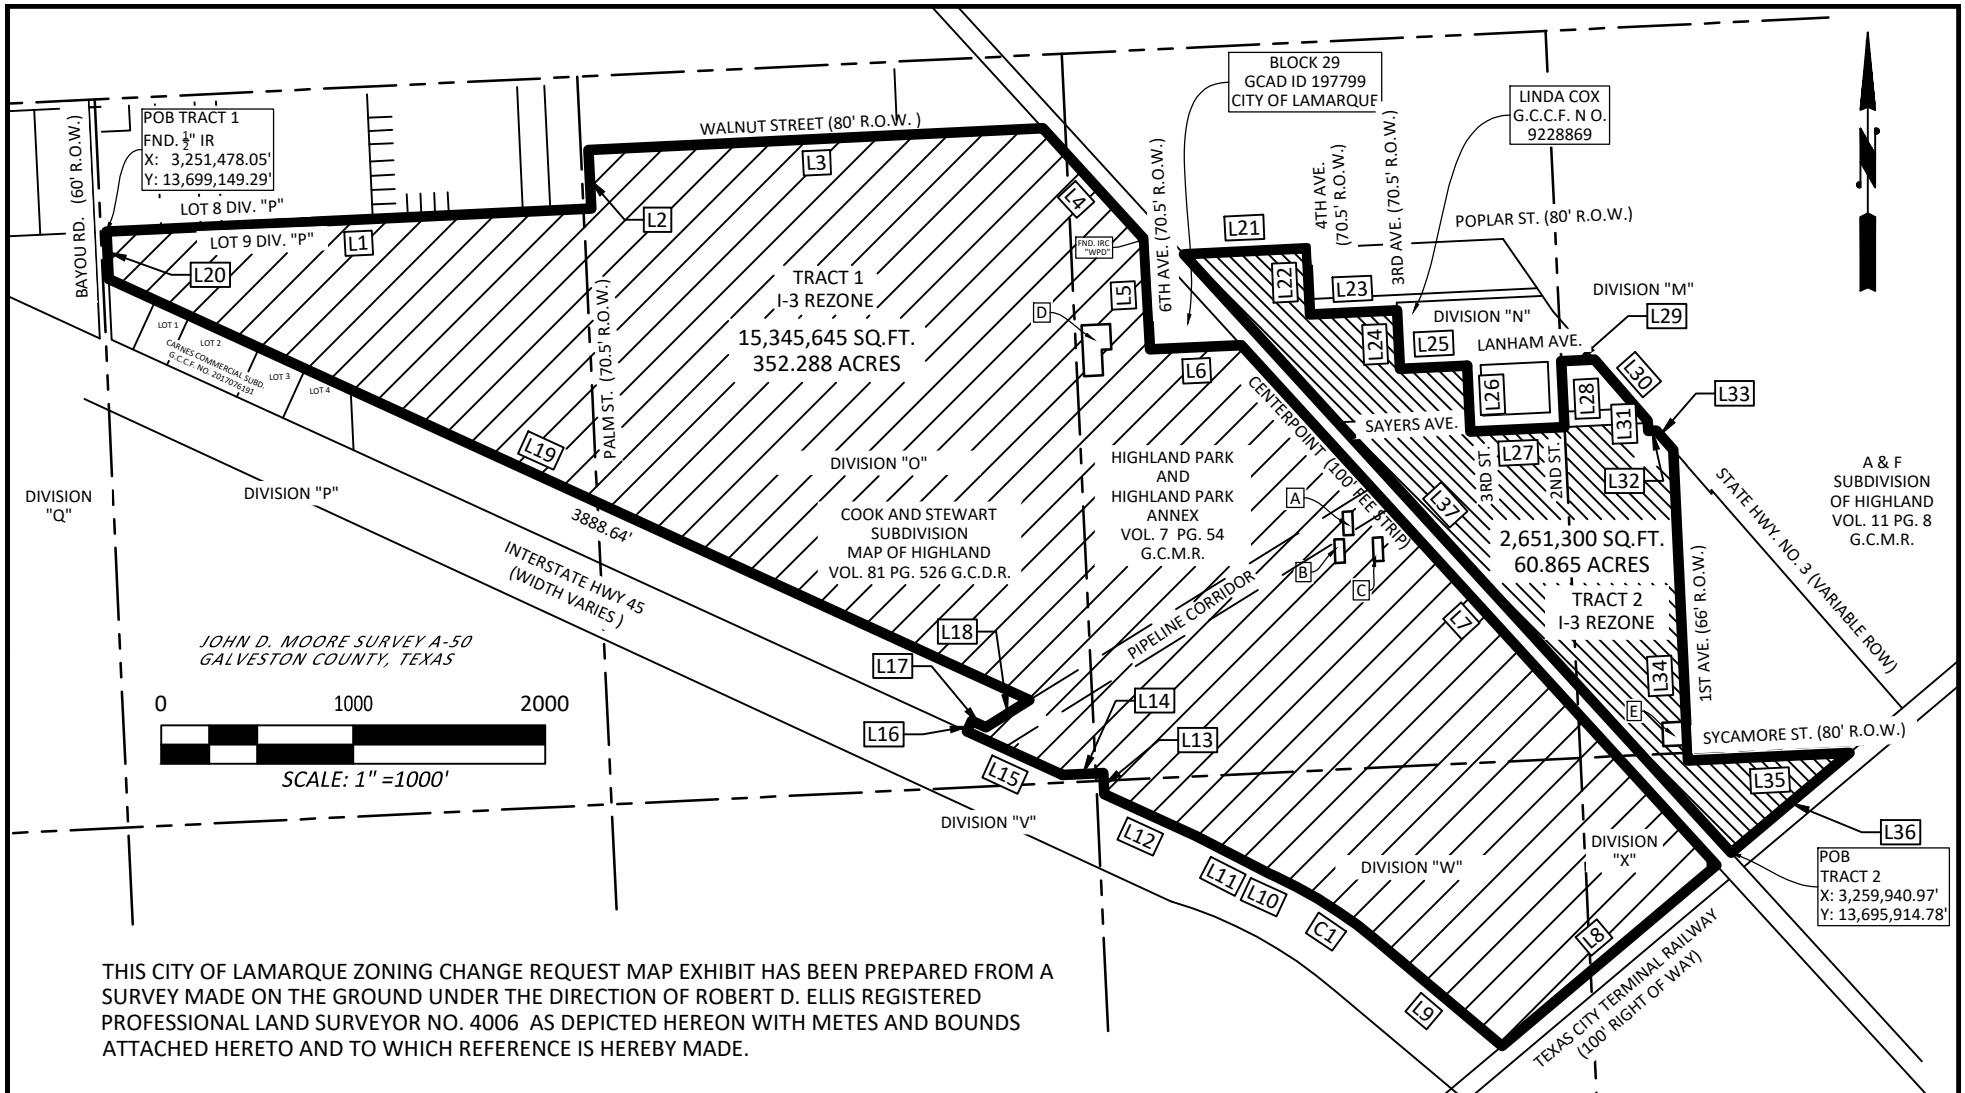 BLOCK 29
GCAD ID 197799
CITY OF LAMARQUE
LINDA COX
G.C.C.F. N O.
9228869
POB TRACT 1
FND. 1/2" IR
X: 3,251,478.05'
Y: 13,699,149.29'
BAYOU RD. (60' R.O.W.)
LOT 8 DIV. "P"
LOT 9 DIV. "P"
L1
L20
L2
WALNUT STREET (80' R.O.W. )
L3
L4
FND. IRC
"WPD"
L5
6TH AVE. (70.5' R.O.W.)
L21
4TH AVE.
(70.5' R.O.W.)
3RD AVE. (70.5' R.O.W.)
POPLAR ST. (80' R.O.W.)
L22
L23
DIVISION "N"
DIVISION "M"
L29
L24
L25
LANHAM AVE.
L26
L28
L30
L33
L31
L32
SAYERS AVE.
L27
3RD ST.
2ND ST.
TRACT 1
I-3 REZONE
15,345,645 SQ.FT.
352.288 ACRES
D
L6
PALM ST. (70.5' R.O.W.)
LOT 1
LOT 2
LOT 3
LOT 4
CARNES COMMERCIAL SUBD.
G.C.C.F. NO. 2017076191
L19
3888.64'
DIVISION
"Q"
DIVISION "P"
DIVISION "O"
COOK AND STEWART
SUBDIVISION
MAP OF HIGHLAND
VOL. 81 PG. 526 G.C.D.R.
HIGHLAND PARK
AND
HIGHLAND PARK
ANNEX
VOL. 7 PG. 54
G.C.M.R.
CENTERPOINT (100' FEE STRIP)
A
B
C
L37
L7
PIPELINE CORRIDOR
2,651,300 SQ.FT.
60.865 ACRES
TRACT 2
I-3 REZONE
A & F
SUBDIVISION
OF HIGHLAND
VOL. 11 PG. 8
G.C.M.R.
STATE HWY. NO. 3 (VARIABLE ROW)
1ST AVE. (66' R.O.W.)
L34
E
SYCAMORE ST. (80' R.O.W.)
L35
L36
INTERSTATE HWY 45
(WIDTH VARIES )
JOHN D. MOORE SURVEY A-50
GALVESTON COUNTY, TEXAS
0 1000 2000
SCALE: 1" =1000'
L18
L17
L16
L15
L14
L13
DIVISION "V"
L12
L11
L10
C1
L9
L8
DIVISION "W"
DIVISION
"X"
POB
TRACT 2
X: 3,259,940.97'
Y: 13,695,914.78'
TEXAS CITY TERMINAL RAILWAY
(100' RIGHT OF WAY)
THIS CITY OF LAMARQUE ZONING CHANGE REQUEST MAP EXHIBIT HAS BEEN PREPARED FROM A
SURVEY MADE ON THE GROUND UNDER THE DIRECTION OF ROBERT D. ELLIS REGISTERED
PROFESSIONAL LAND SURVEYOR NO. 4006 AS DEPICTED HEREON WITH METES AND BOUNDS
ATTACHED HERETO AND TO WHICH REFERENCE IS HEREBY MADE.